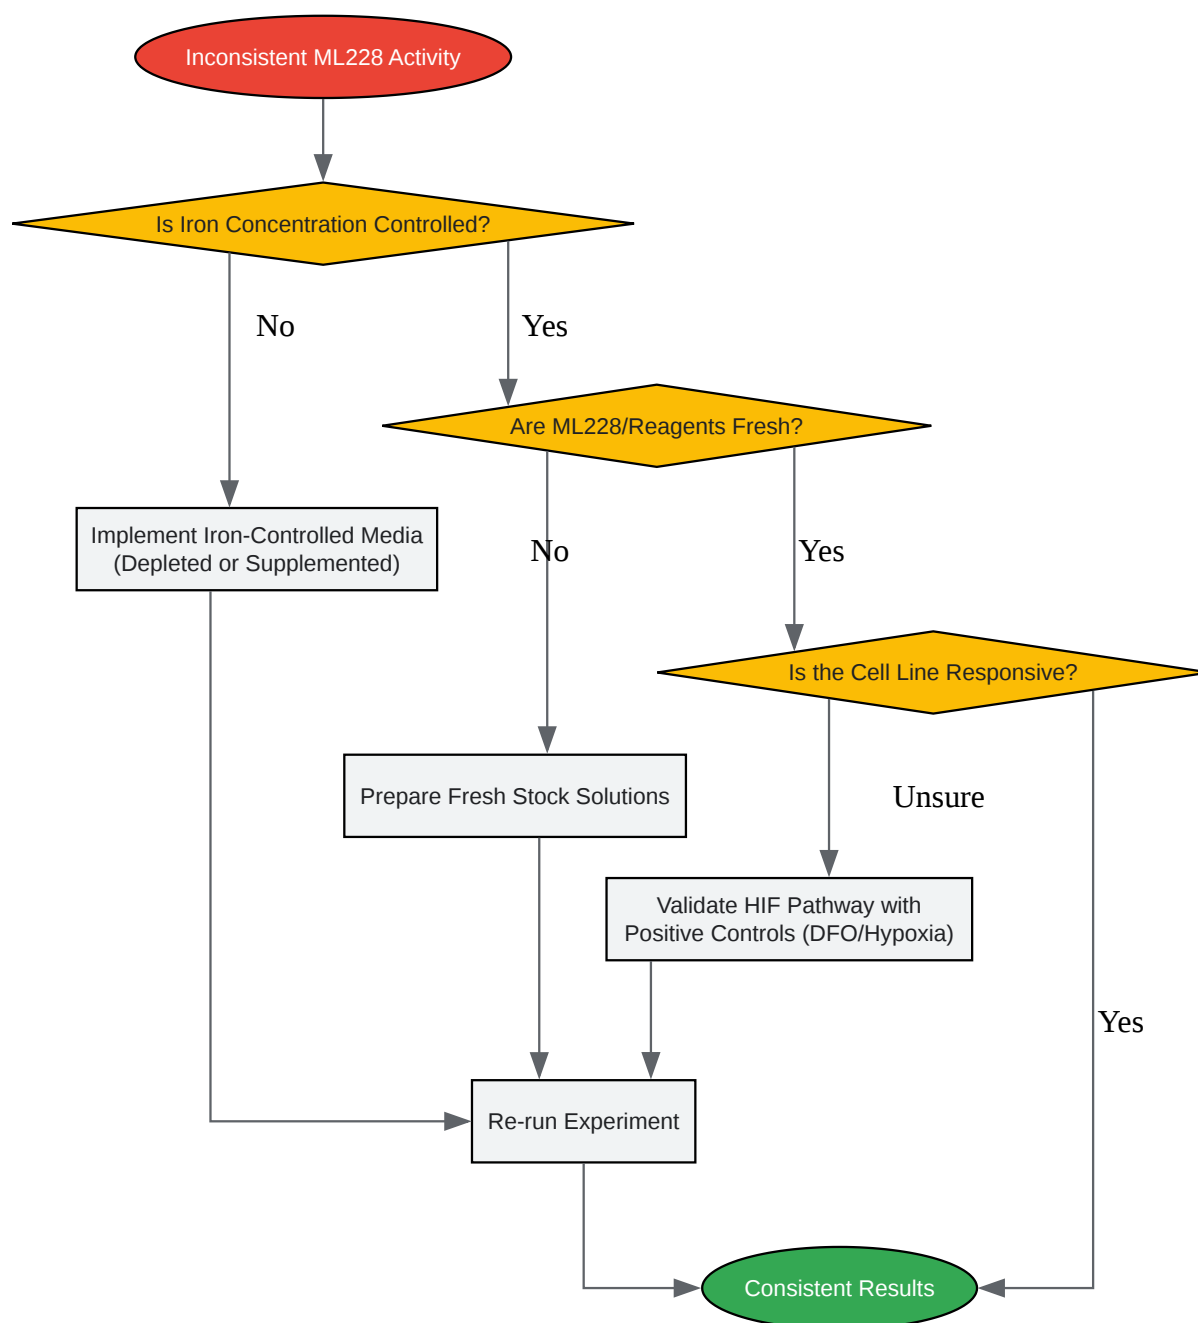 Inconsistent ML228 Activity
Is Iron Concentration Controlled?
No
Yes
Are ML228/Reagents Fresh?
Implement Iron-Controlled Media
(Depleted or Supplemented)
No
Yes
Is the Cell Line Responsive?
Prepare Fresh Stock Solutions
Unsure
Validate HIF Pathway with
Positive Controls (DFO/Hypoxia)
Yes
Re-run Experiment
Consistent Results